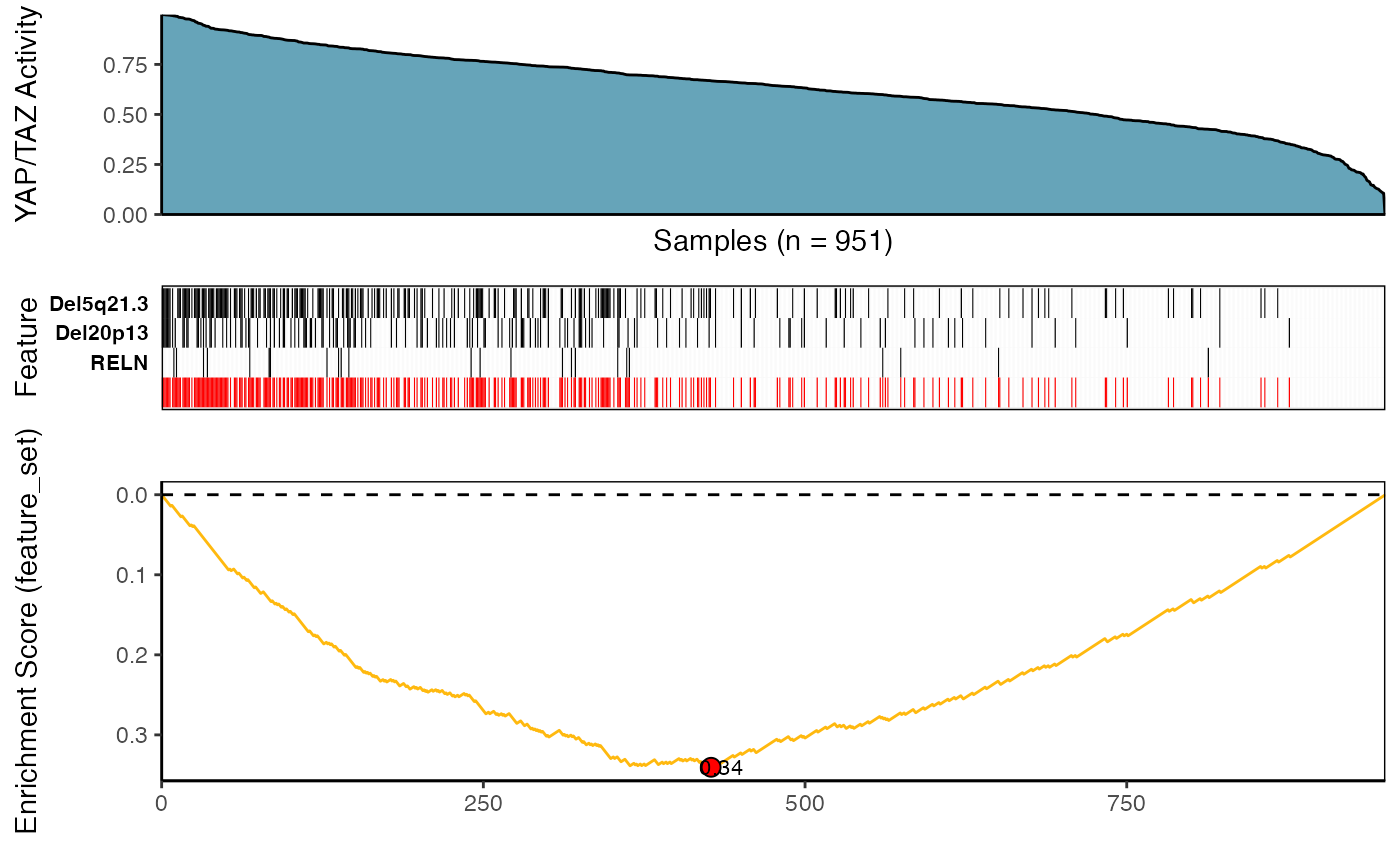 YAP/TAZ Activity
0.75
0.50
0.25
0.00
Samples (n = 951)
Feature
Del5q21.3
Del20p13
RELN
Enrichment Score (feature_set)
0.0
0.1
0.2
0.3
0.34
0
250
500
750